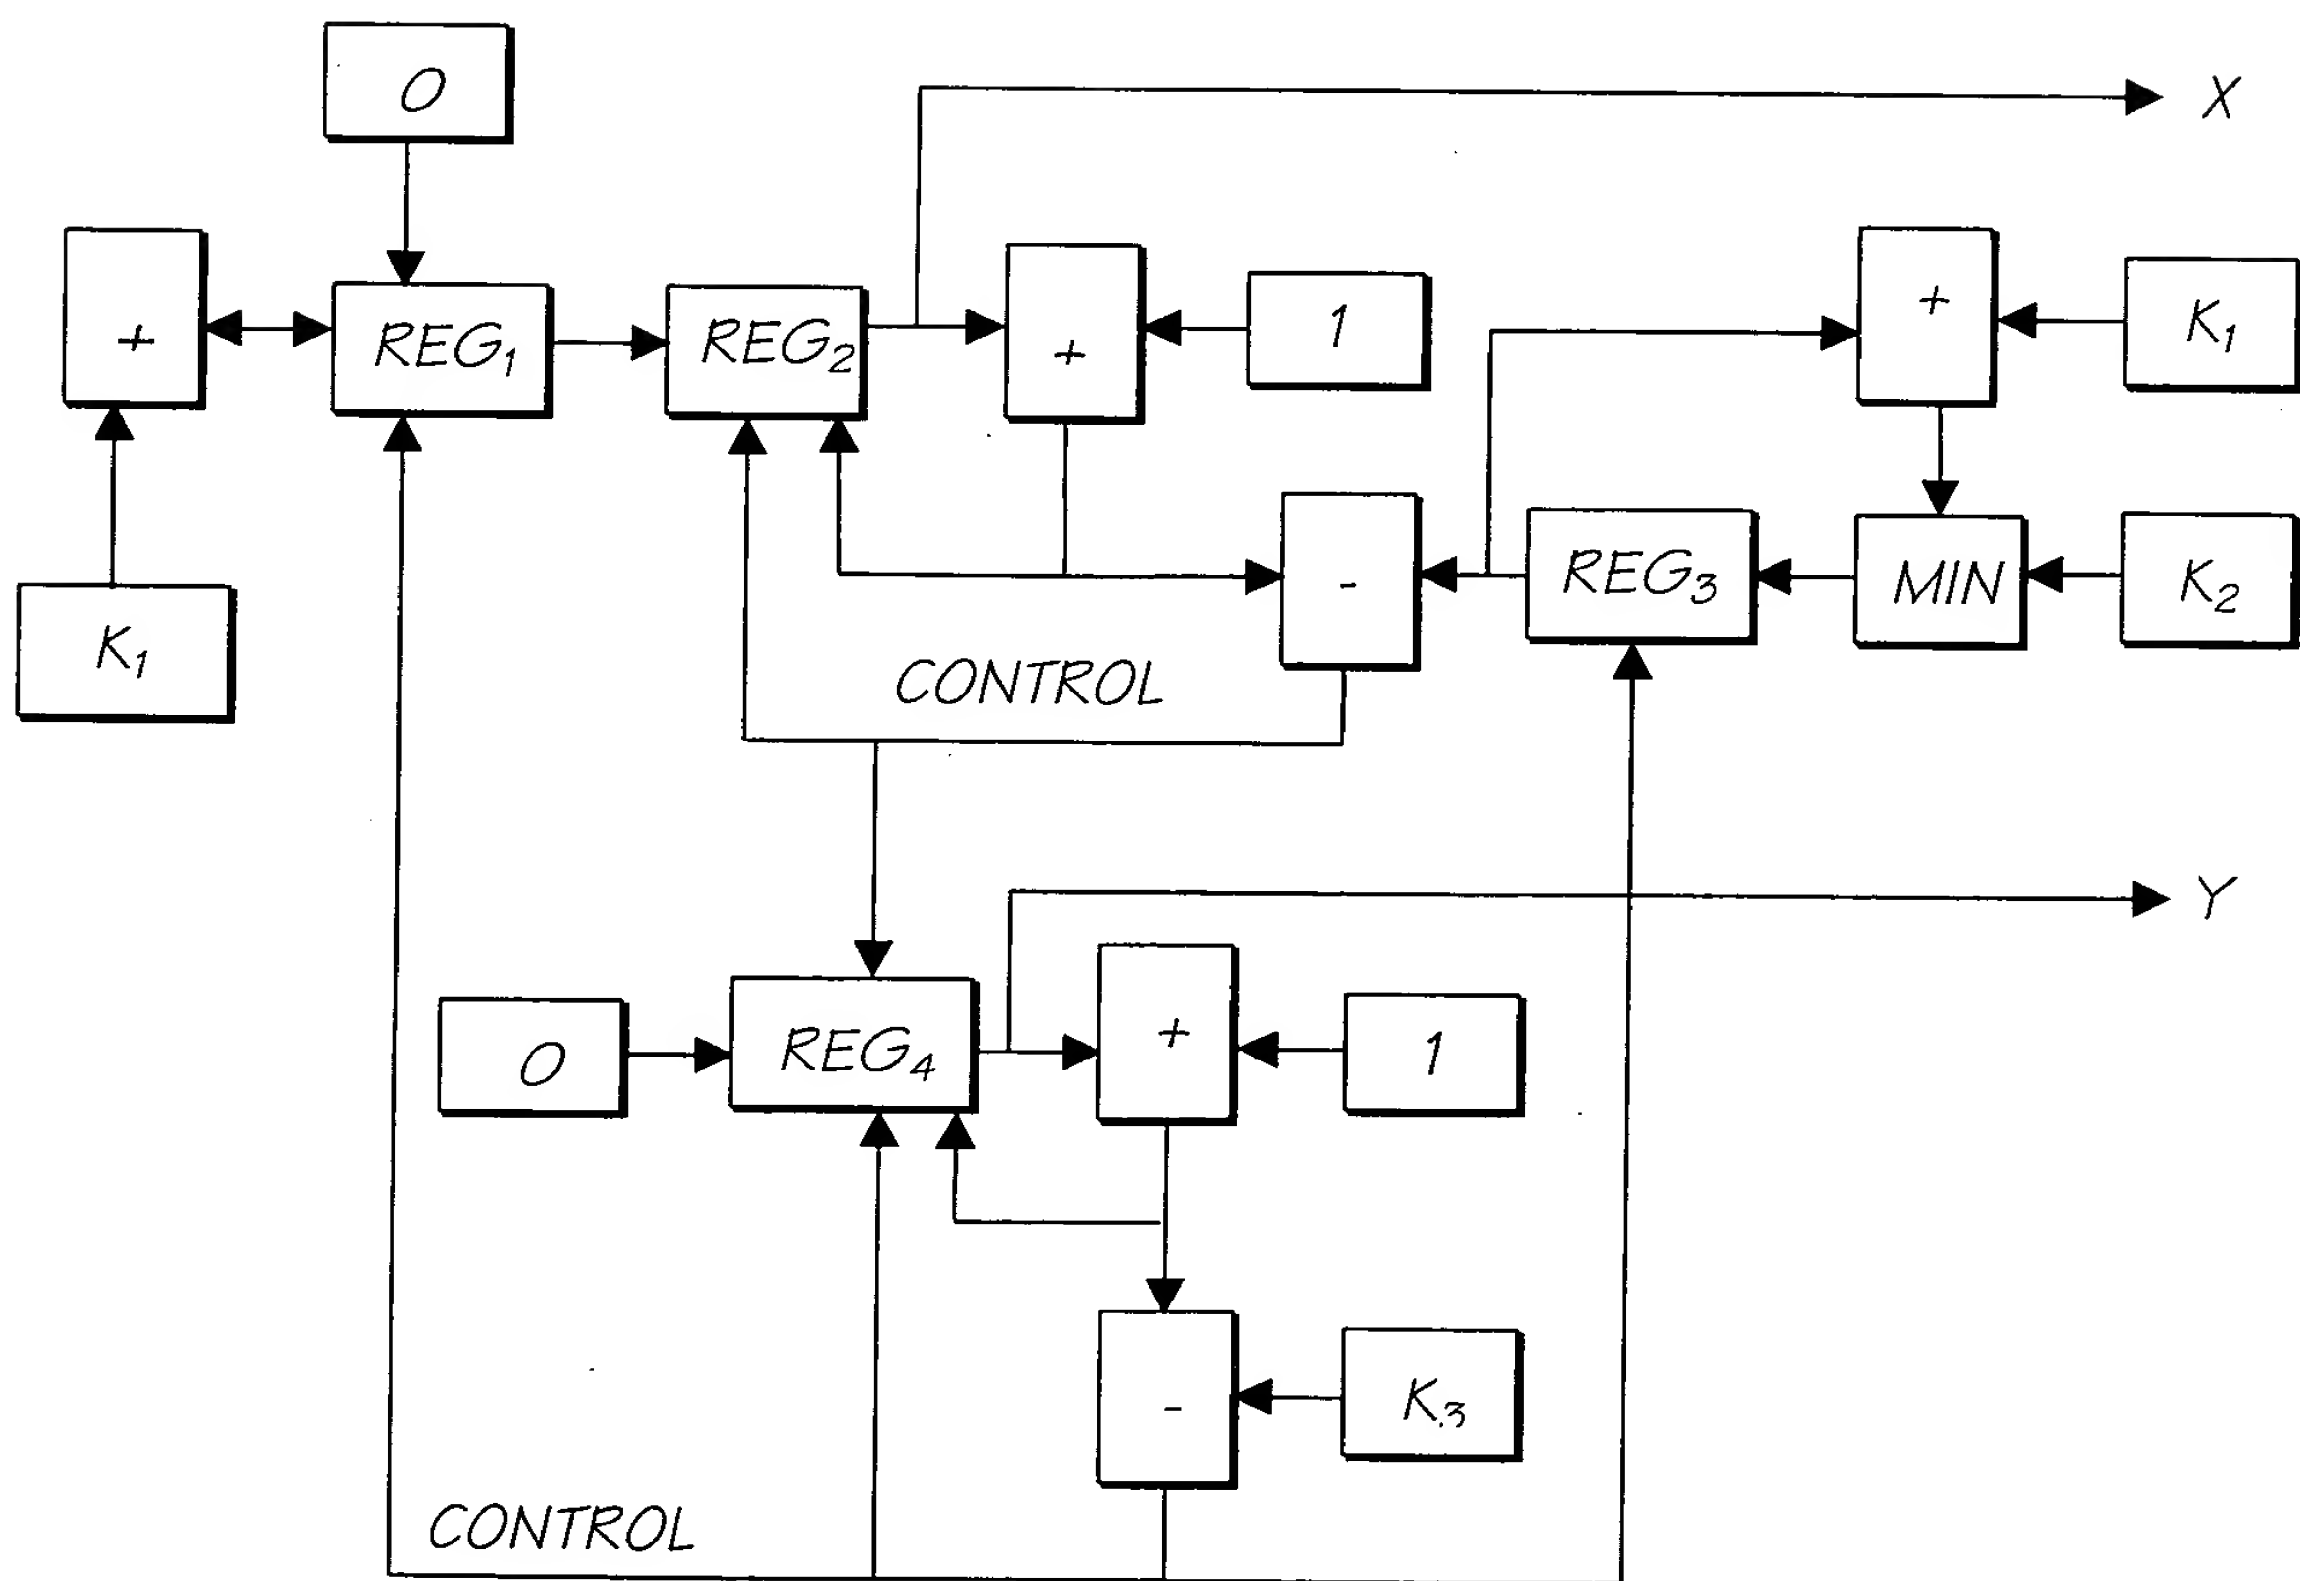 0
X
+
REG1
REG2
+
1
+
K1
K1
-
REG3
MIN
K2
CONTROL
Y
0
REG4
+
1
-
K3
CONTROL